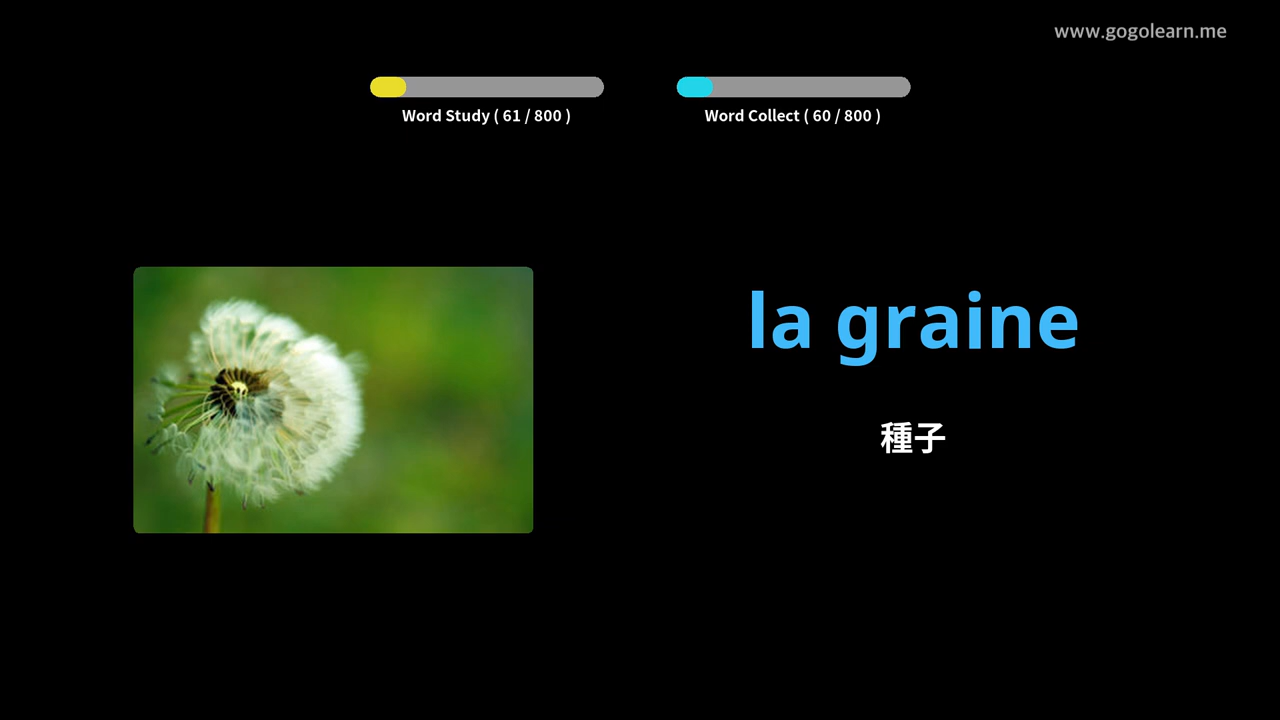 www.gogolearn.me
Word Study ( 61 / 800 )
Word Collect ( 60 / 800 )
la graine
種子